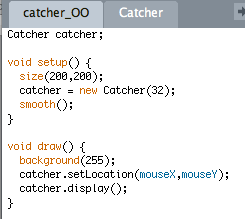 catcher_OO Catcher
Catcher catcher;
void setup() {
size(200,200);
catcher = new Catcher(32);
smooth();
}
void draw() {
background(255);
catcher.setLocation(mouseX,mouseY);
catcher.display();
}